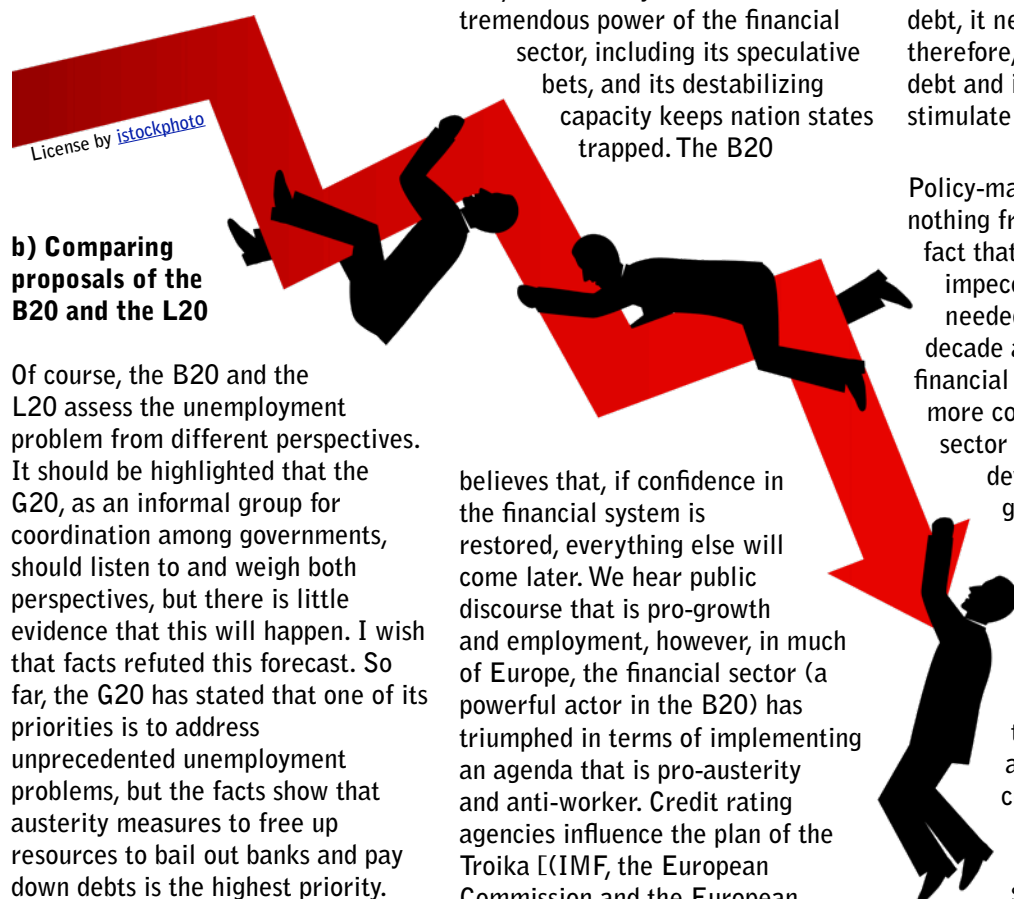 License by istockphoto
b) Comparing
proposals of the
B20 and the L20
Of course, the B20 and the
L20 assess the unemployment
problem from different perspectives.
It should be highlighted that the
G20, as an informal group for
coordination among governments,
should listen to and weigh both
perspectives, but there is little
evidence that this will happen. I wish
that facts refuted this forecast. So
far, the G20 has stated that one of its
priorities is to address
unprecedented unemployment
problems, but the facts show that
austerity measures to free up
resources to bail out banks and pay
down debts is the highest priority.
tremendous power of the financial
sector, including its speculative
bets, and its destabilizing
capacity keeps nation states
trapped. The B20
believes that, if confidence in
the financial system is
restored, everything else will
come later. We hear public
discourse that is pro-growth
and employment, however, in much
of Europe, the financial sector (a
powerful actor in the B20) has
triumphed in terms of implementing
an agenda that is pro-austerity
and anti-worker. Credit rating
agencies influence the plan of the
Troika [(IMF, the European
Commission and the European
debt, it ne
therefore,
debt and i
stimulate
Policy-ma
nothing fr
fact that
impecc
needed
decade a
financial
more co
sector
de
g
t
a
c